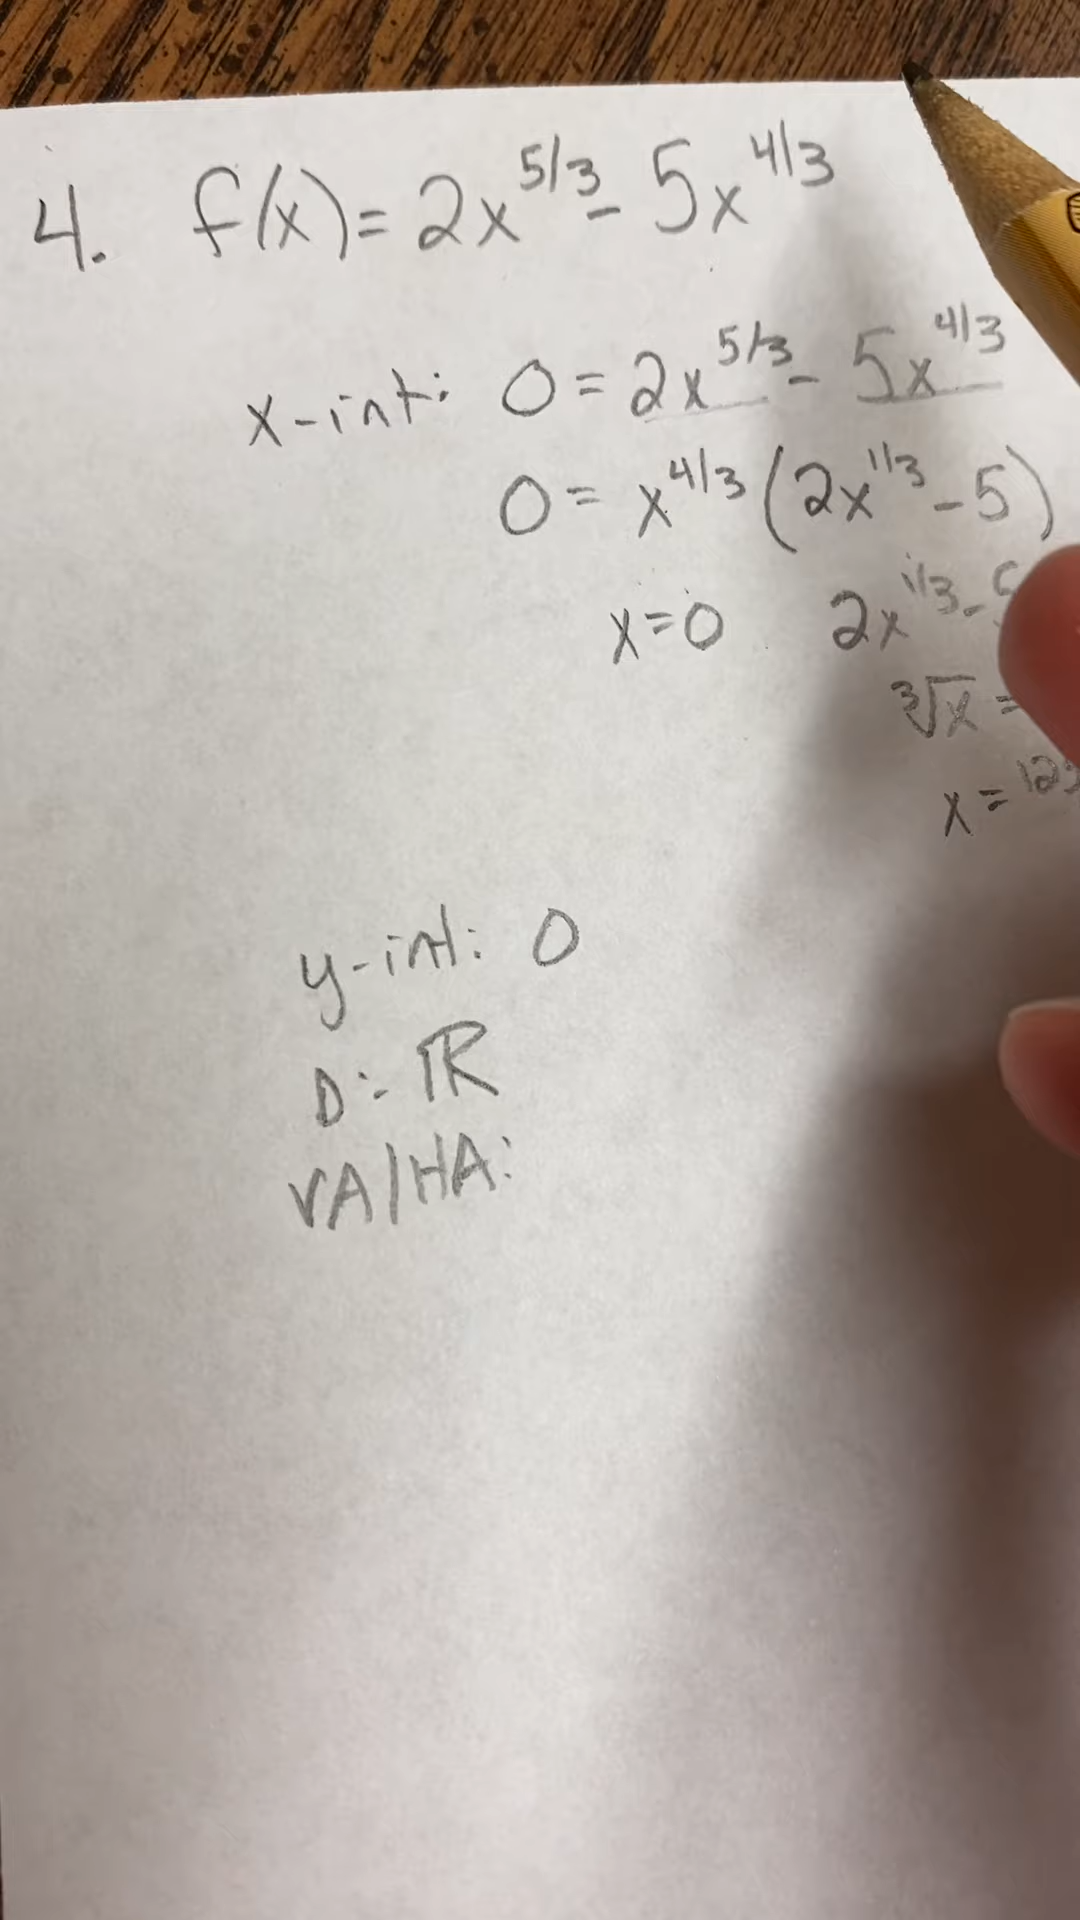 4. f(x) = 2x^5/3 - 5x^4/3
x-int: 0 = 2x^5/3 - 5x^4/3
0 = x^4/3 (2x^1/3 - 5)
x = 0 2x^1/3 -
∛x =
x =
y-int: 0
D: ℝ
VA/HA: